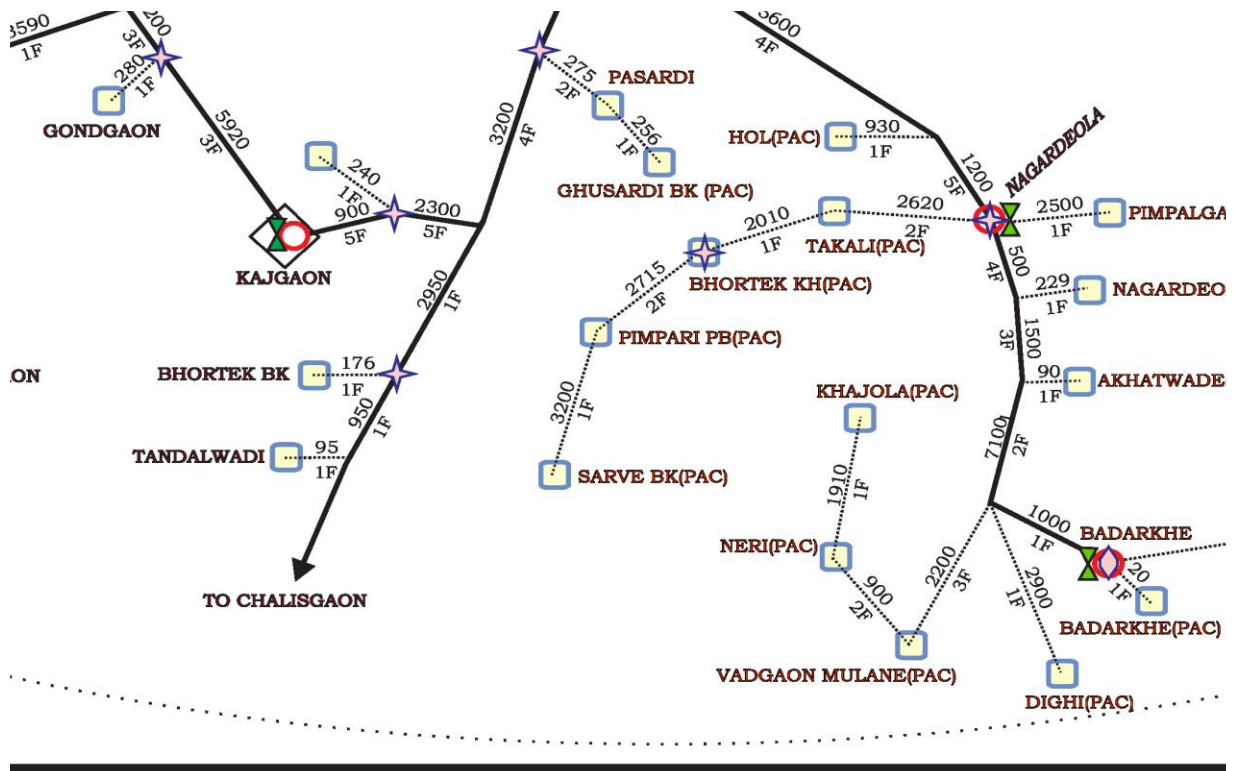 3590
1F
200
3F
280
1F
GONDGAON
5920
3F
240
1F
900
5F
2300
5F
KAJGAON
3200
4F
275
2F
PASARDI
256
1F
GHUSARDI BK (PAC)
3600
4F
HOL(PAC)
930
1F
1200
5F
NAGARDEOLA
2500
1F
PIMPALGA
2620
2F
TAKALI(PAC)
2010
1F
BHORTEK KH(PAC)
2715
2F
PIMPARI PB(PAC)
3200
1F
SARVE BK(PAC)
500
4F
229
1F
NAGARDEO
1500
3F
90
1F
AKHATWADE
2950
1F
ON
BHORTEK BK
176
1F
950
1F
TANDALWADI
95
1F
TO CHALISGAON
KHAJOLA(PAC)
1910
1F
NERI(PAC)
900
2F
VADGAON MULANE(PAC)
7100
2F
2200
3F
2900
1F
DIGHI(PAC)
1000
1F
BADARKHE
20
1F
BADARKHE(PAC)